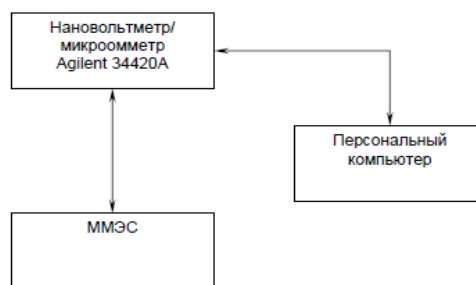 Нановольтметр/
микроомметр
Agilent 34420A
Персональный
компьютер
ММЭС